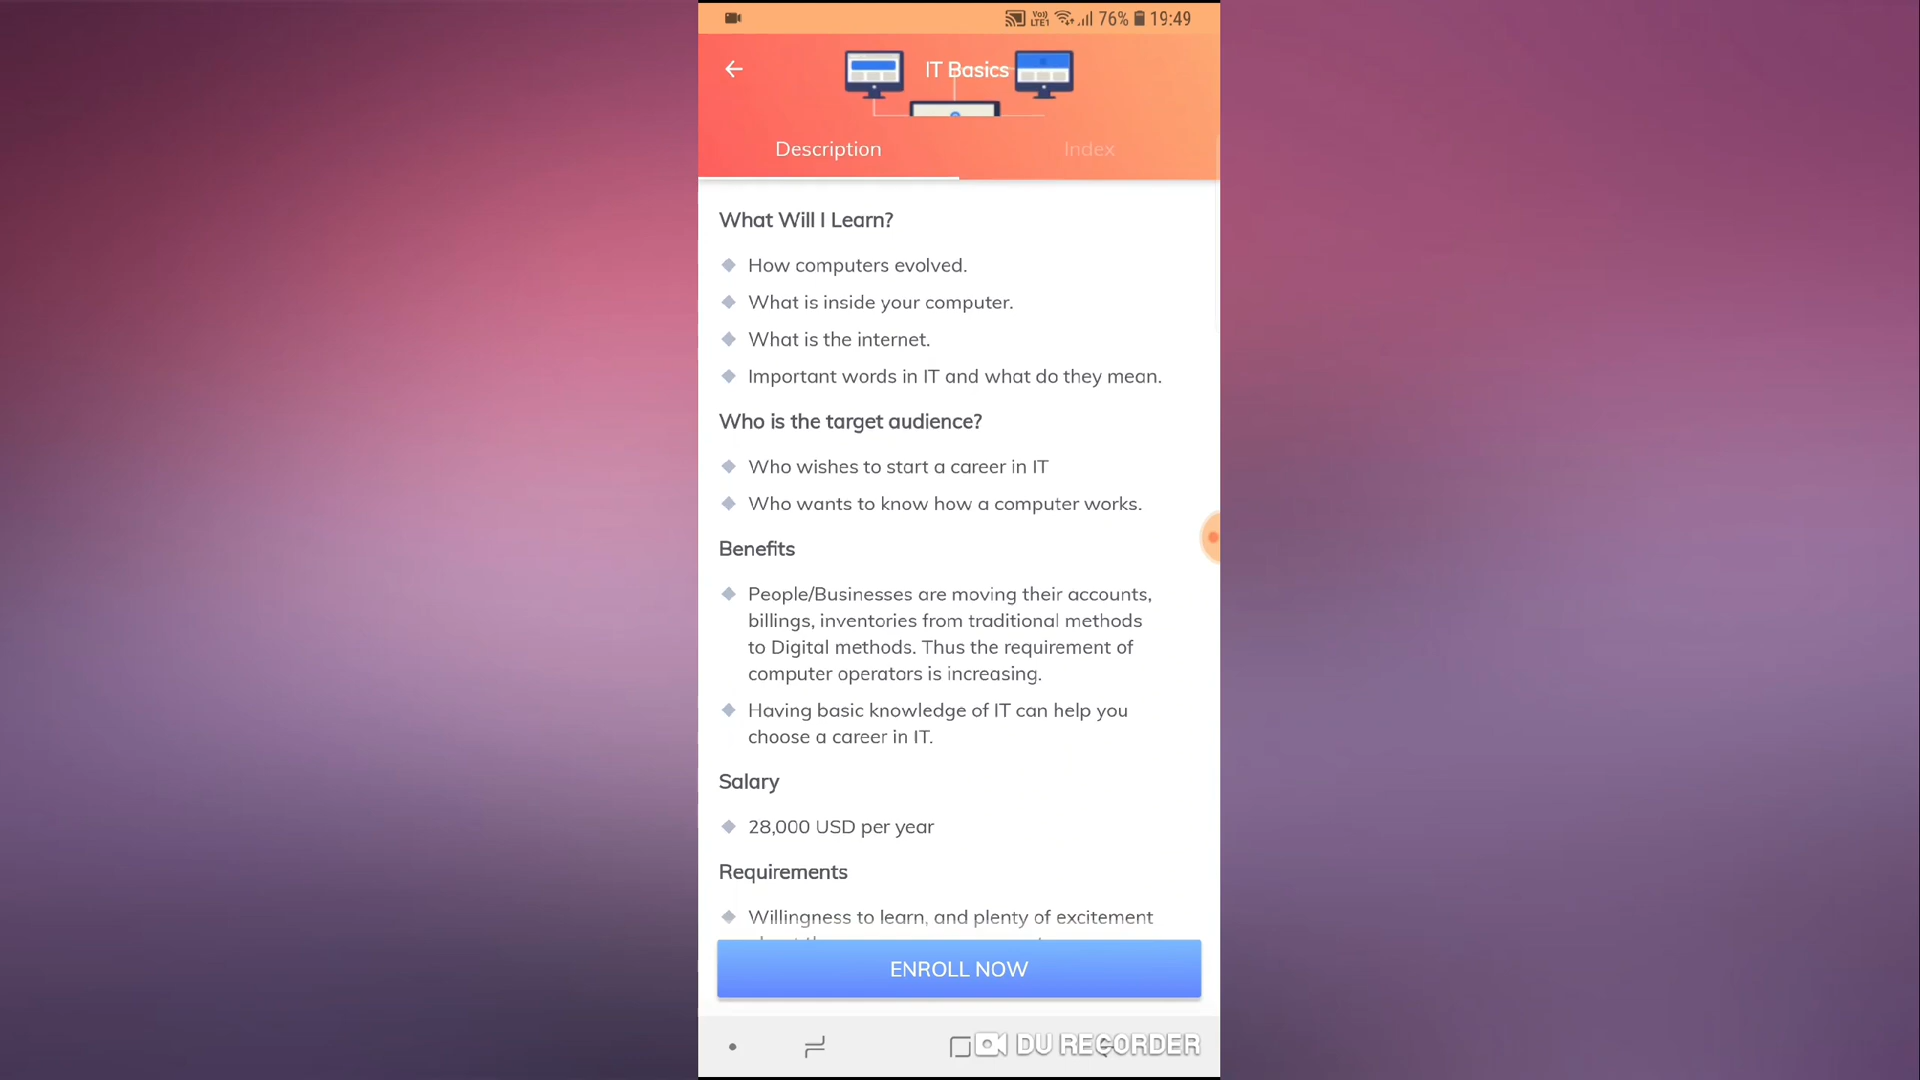 Vo)) LTE1 76% 19:49
IT Basics
Description
Index
What Will I Learn?
How computers evolved.
What is inside your computer.
What is the internet.
Important words in IT and what do they mean.
Who is the target audience?
Who wishes to start a career in IT
Who wants to know how a computer works.
Benefits
People/Businesses are moving their accounts,
billings, inventories from traditional methods
to Digital methods. Thus the requirement of
computer operators is increasing.
Having basic knowledge of IT can help you
choose a career in IT.
Salary
28,000 USD per year
Requirements
Willingness to learn, and plenty of excitement
ENROLL NOW
DU RECORDER